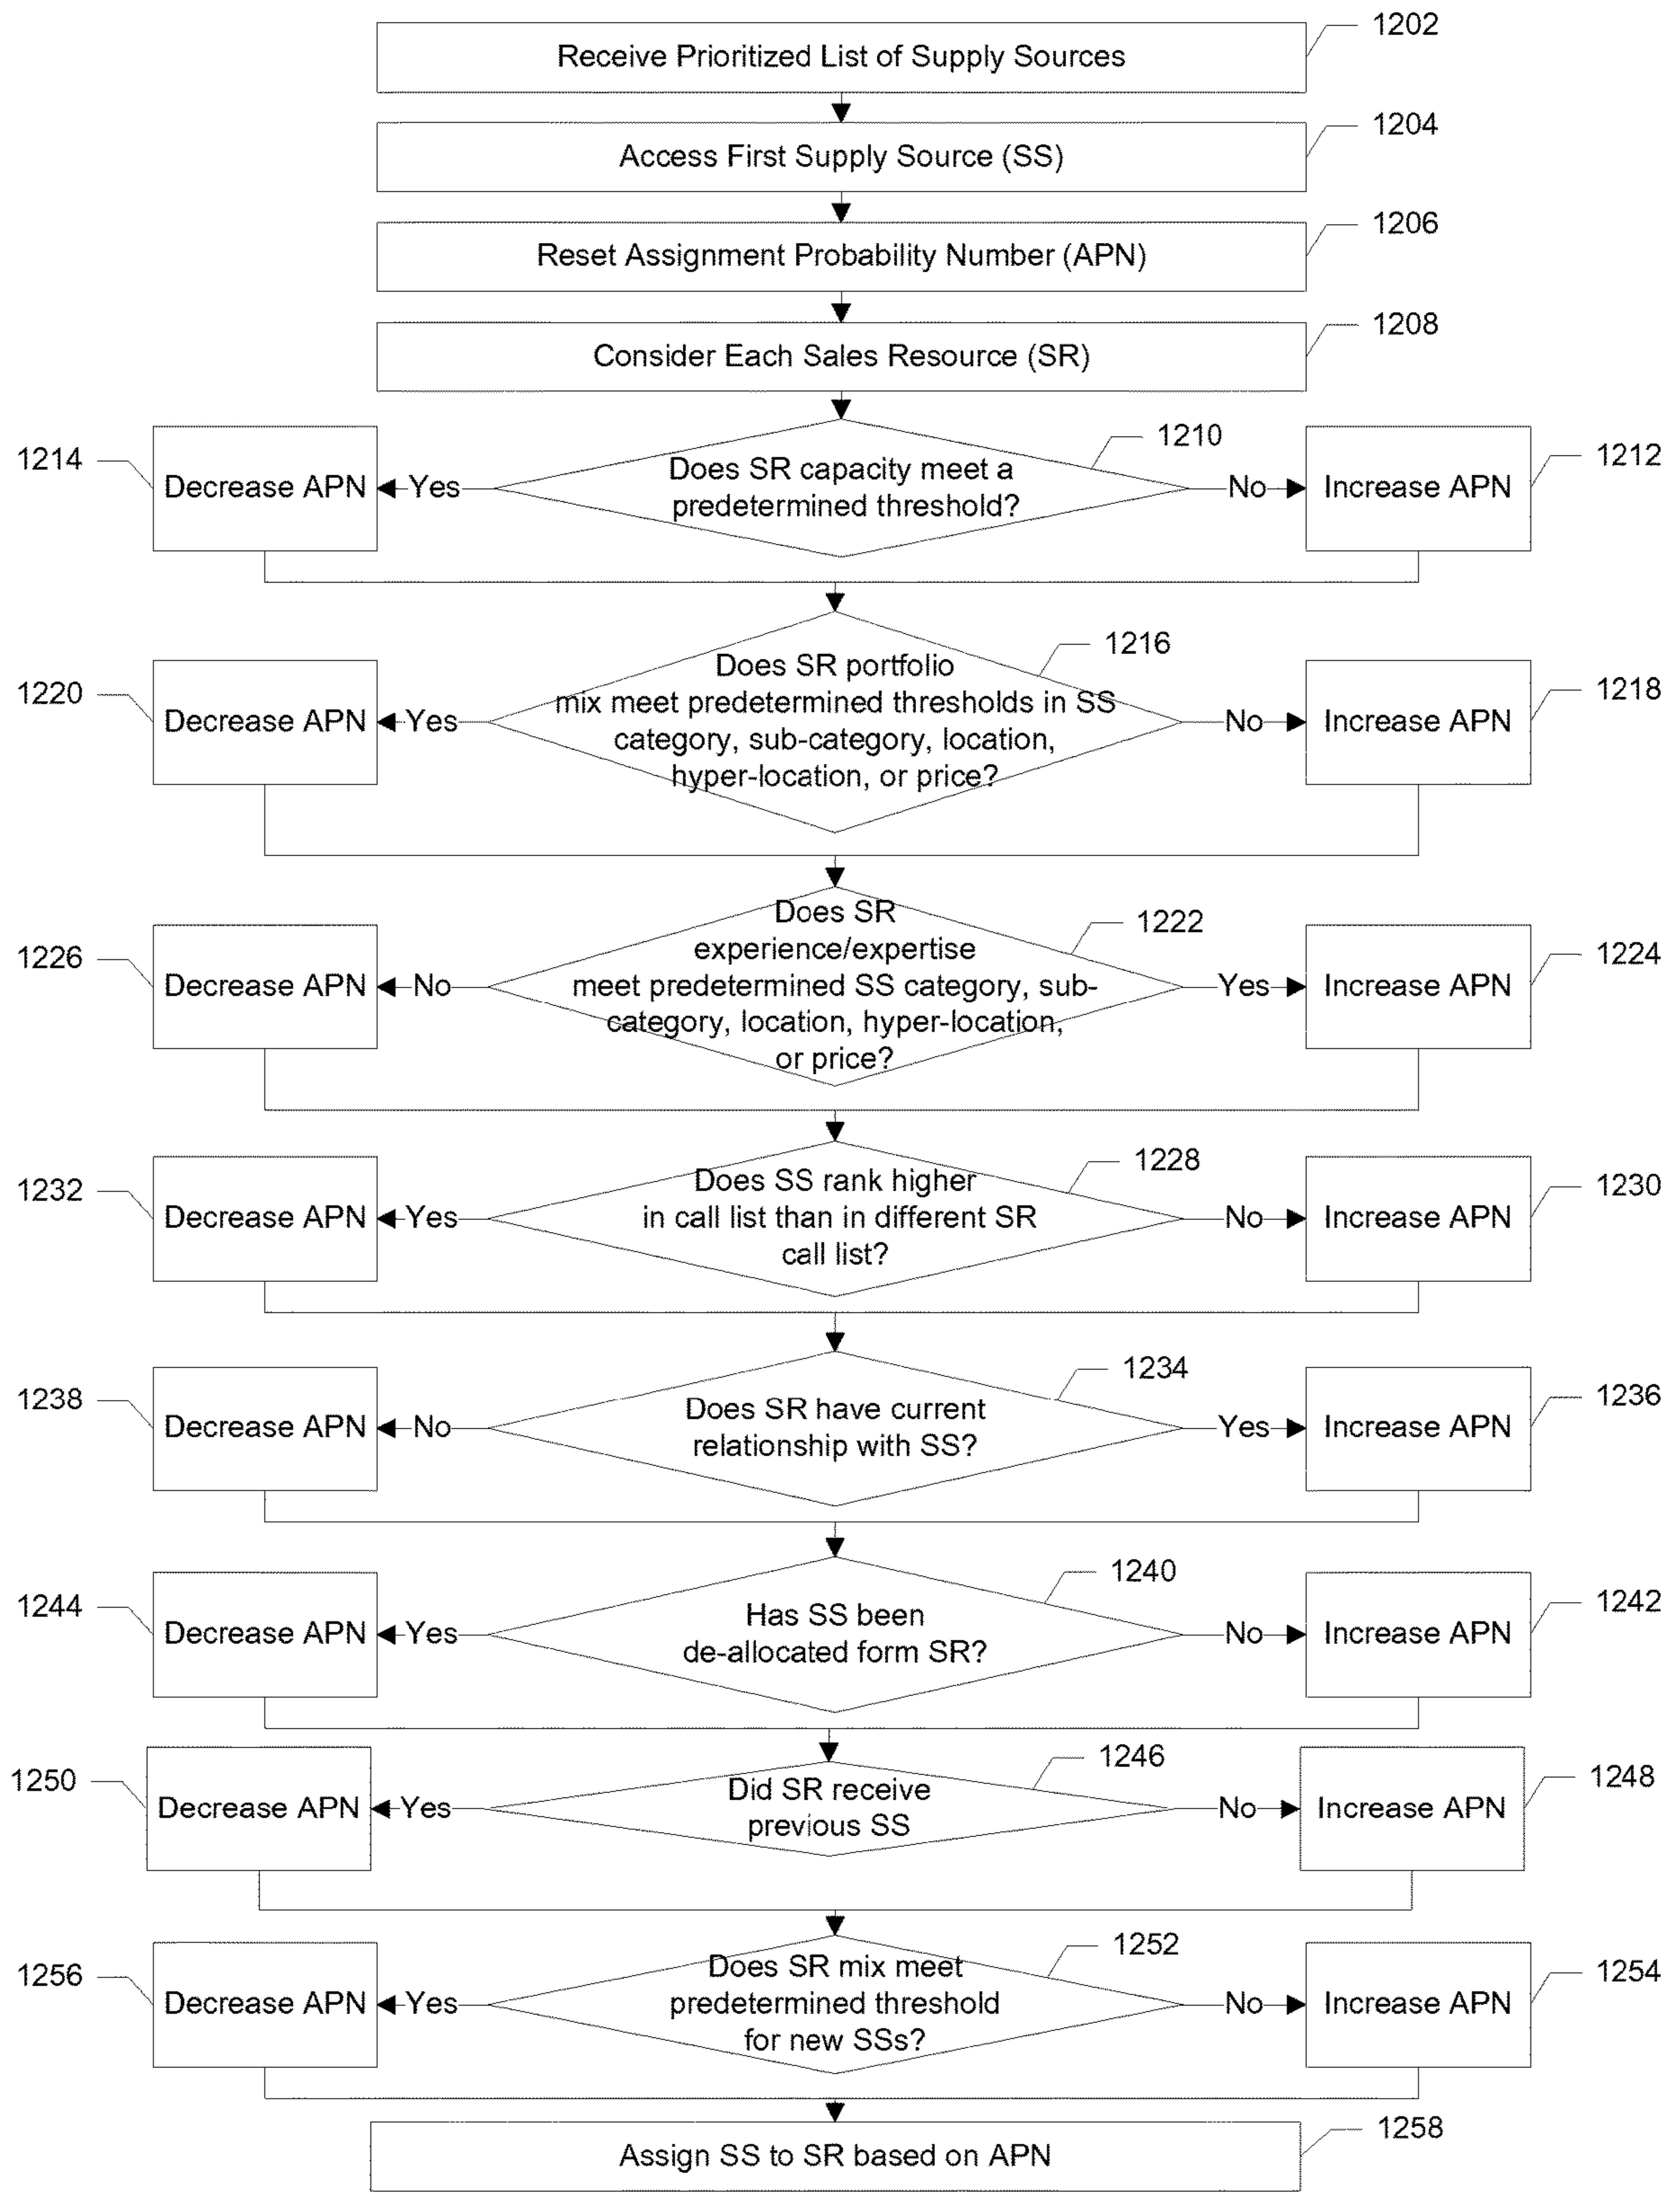 1202
Receive Prioritized List of Supply Sources
1204
Access First Supply Source (SS)
1206
Reset Assignment Probability Number (APN)
1208
Consider Each Sales Resource (SR)
1210
1214
1212
Decrease APN
Yes
Does SR capacity meet a
predetermined threshold?
No
Increase APN
1216
1220
1218
Decrease APN
Yes
Does SR portfolio
mix meet predetermined thresholds in SS
category, sub-category, location,
hyper-location, or price?
No
Increase APN
1222
1226
1224
Decrease APN
No
Does SR
experience/expertise
meet predetermined SS category, sub-
category, location, hyper-location,
or price?
Yes
Increase APN
1228
1232
1230
Decrease APN
Yes
Does SS rank higher
in call list than in different SR
call list?
No
Increase APN
1234
1238
1236
Decrease APN
No
Does SR have current
relationship with SS?
Yes
Increase APN
1240
1244
1242
Decrease APN
Yes
Has SS been
de-allocated form SR?
No
Increase APN
1246
1250
1248
Decrease APN
Yes
Did SR receive
previous SS
No
Increase APN
1252
1256
1254
Decrease APN
Yes
Does SR mix meet
predetermined threshold
for new SSs?
No
Increase APN
1258
Assign SS to SR based on APN